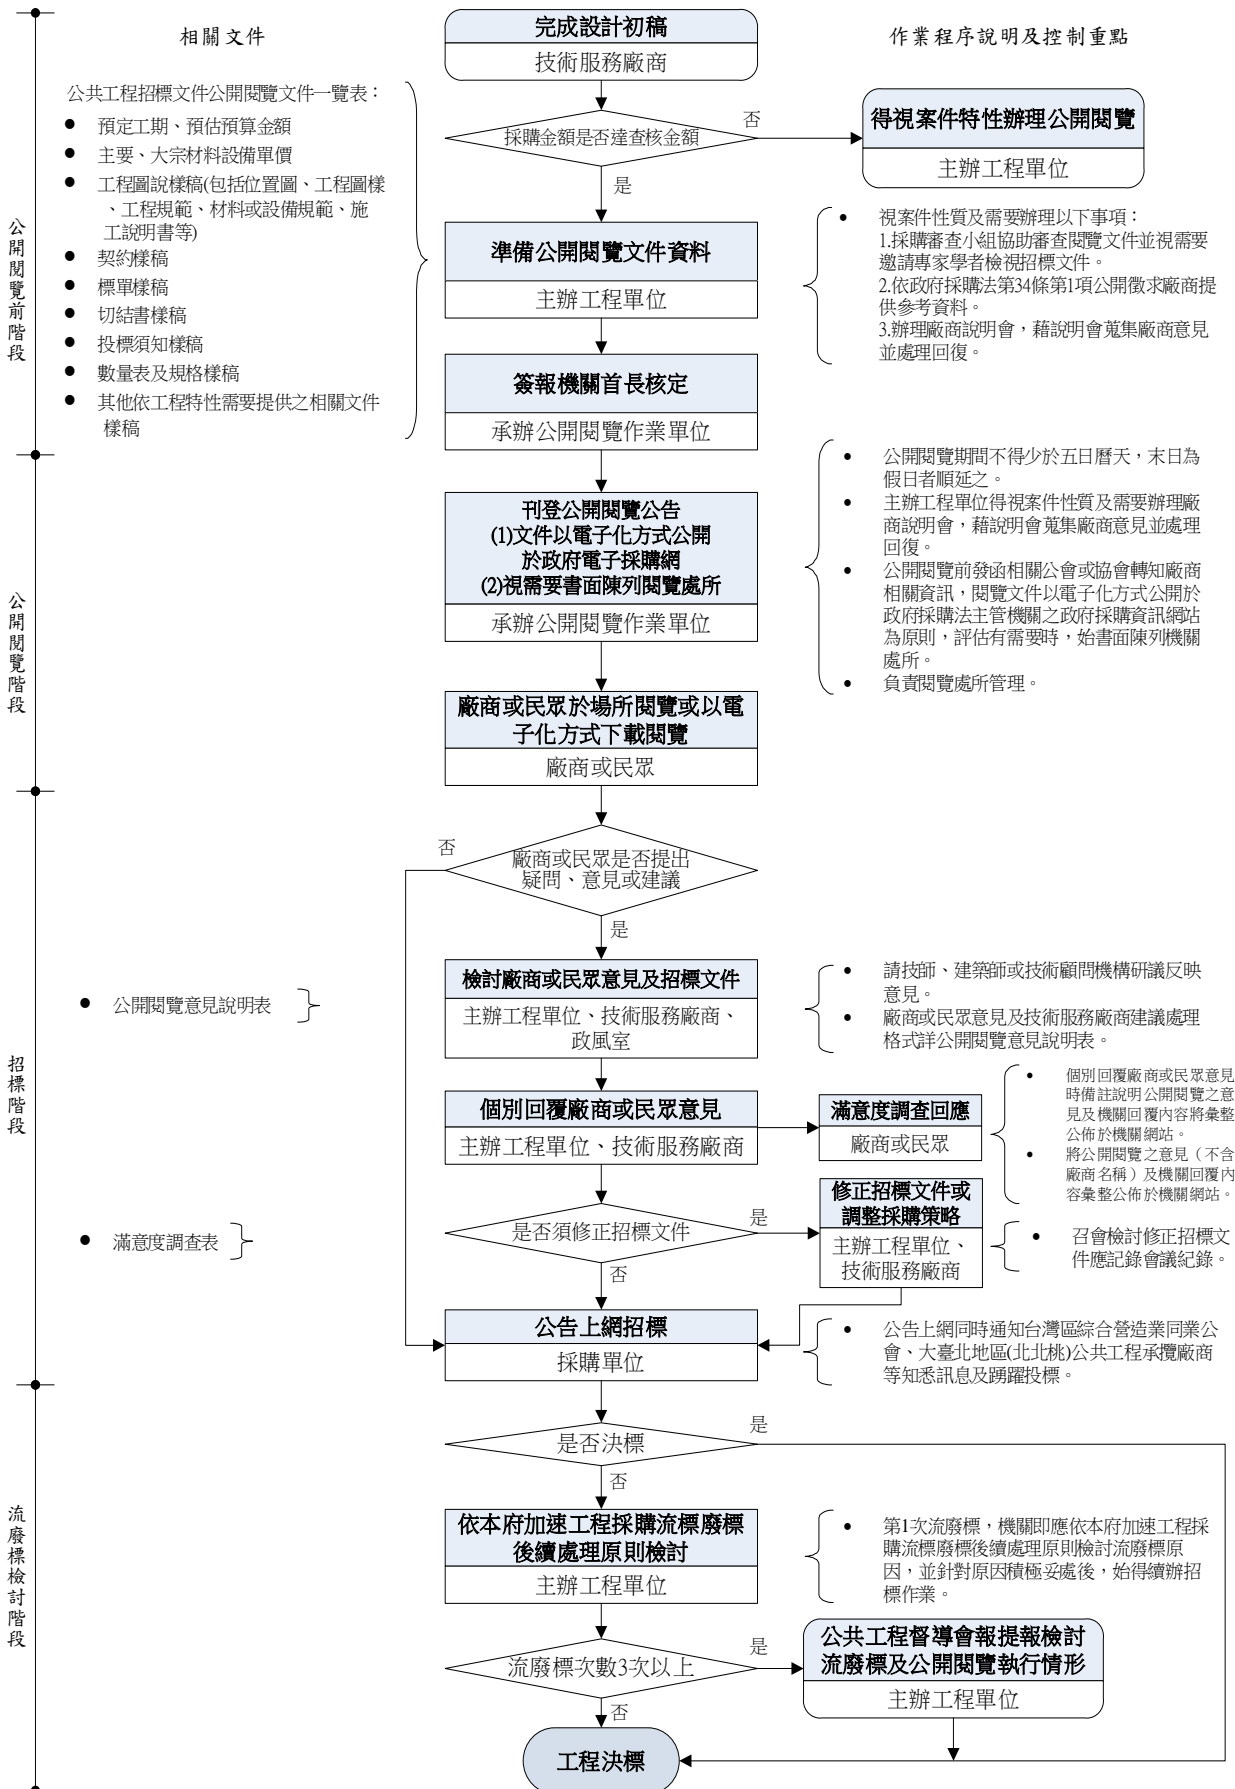 相關文件
完成設計初稿
技術服務廠商
作業程序說明及控制重點
公開閱覽前階段
公共工程招標文件公開閱覽文件一覽表：
● 預定工期、預估預算金額
● 主要、大宗材料設備單價
● 工程圖說樣稿(包括位置圖、工程圖樣
、工程規範、材料或設備規範、施
工說明書等)
● 契約樣稿
● 標單樣稿
● 切結書樣稿
● 投標須知樣稿
● 數量表及規格樣稿
● 其他依工程特性需要提供之相關文件
樣稿
採購金額是否達查核金額
否
是
得視案件特性辦理公開閱覽
主辦工程單位
準備公開閱覽文件資料
主辦工程單位
• 視案件性質及需要辦理以下事項：
1.採購審查小組協助審查閱覽文件並視需要
邀請專家學者檢視招標文件。
2.依政府採購法第34條第1項公開徵求廠商提
供參考資料。
3.辦理廠商說明會，藉說明會蒐集廠商意見
並處理回復。
簽報機關首長核定
承辦公開閱覽作業單位
公開閱覽階段
刊登公開閱覽公告
(1)文件以電子化方式公開
於政府電子採購網
(2)視需要書面陳列閱覽處所
承辦公開閱覽作業單位
• 公開閱覽期間不得少於五日曆天，末日為
假日者順延之。
• 主辦工程單位得視案件性質及需要辦理廠
商說明會，藉說明會蒐集廠商意見並處理
回復。
• 公開閱覽前發函相關公會或協會轉知廠商
相關資訊，閱覽文件以電子化方式公開於
政府採購法主管機關之政府採購資訊網站
為原則，評估有需要時，始書面陳列機關
處所。
• 負責閱覽處所管理。
廠商或民眾於場所閱覽或以電
子化方式下載閱覽
廠商或民眾
招標階段
廠商或民眾是否提出
疑問、意見或建議
否
是
檢討廠商或民眾意見及招標文件
主辦工程單位、技術服務廠商、
政風室
● 公開閱覽意見說明表
• 請技師、建築師或技術顧問機構研議反映
意見。
• 廠商或民眾意見及技術服務廠商建議處理
格式詳公開閱覽意見說明表。
個別回覆廠商或民眾意見
主辦工程單位、技術服務廠商
滿意度調查回應
廠商或民眾
• 個別回覆廠商或民眾意見
時備註說明公開閱覽之意
見及機關回覆內容將彙整
公佈於機關網站。
• 將公開閱覽之意見（不含
廠商名稱）及機關回覆內
容彙整公佈於機關網站。
● 滿意度調查表
是否須修正招標文件
是
否
修正招標文件或
調整採購策略
主辦工程單位、
技術服務廠商
• 召會檢討修正招標文
件應記錄會議紀錄。
公告上網招標
採購單位
• 公告上網同時通知台灣區綜合營造業同業公
會、大臺北地區(北北桃)公共工程承攬廠商
等知悉訊息及踴躍投標。
流廢標檢討階段
是否決標
是
否
依本府加速工程採購流標廢標
後續處理原則檢討
主辦工程單位
• 第1次流廢標，機關即應依本府加速工程採
購流標廢標後續處理原則檢討流廢標原
因，並針對原因積極妥處後，始得續辦招
標作業。
流廢標次數3次以上
是
否
公共工程督導會報提報檢討
流廢標及公開閱覽執行情形
主辦工程單位
工程決標